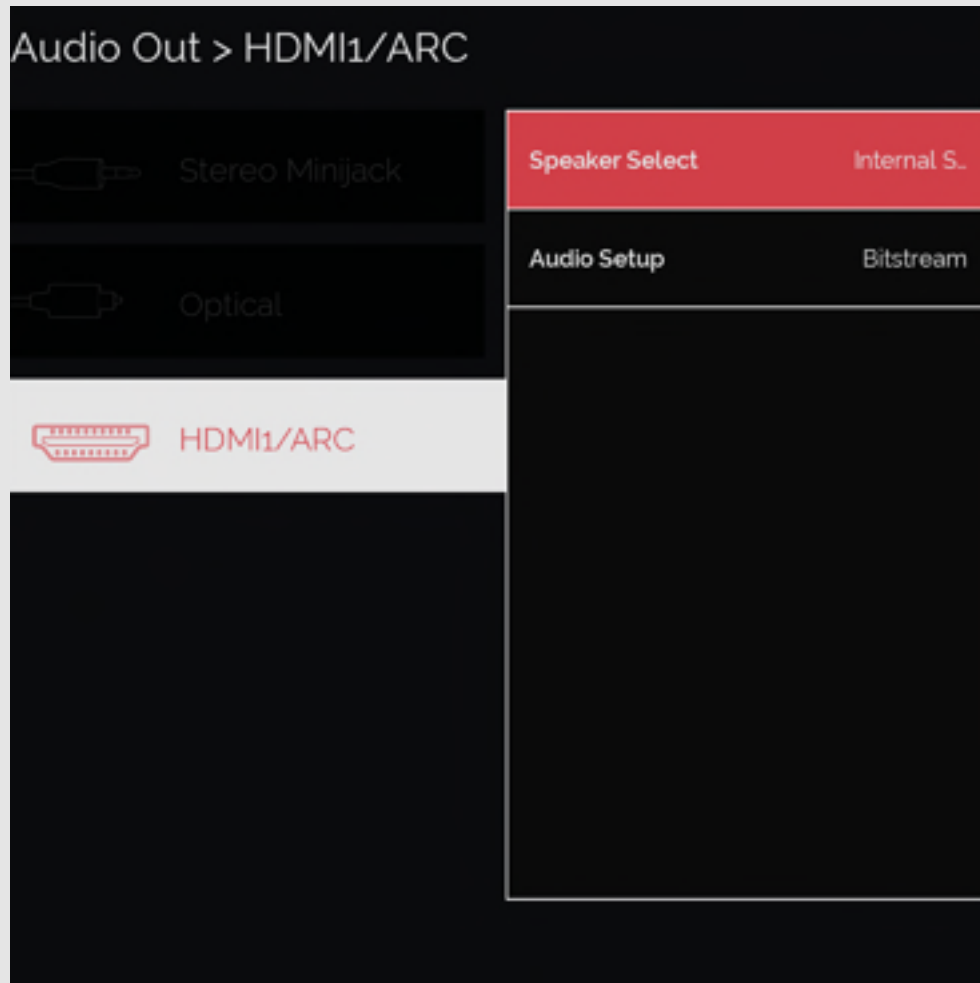 Audio Out > HDMI1/ARC
Stereo Minijack
Optical
HDMI1/ARC
Speaker Select Internal S...
Audio Setup Bitstream